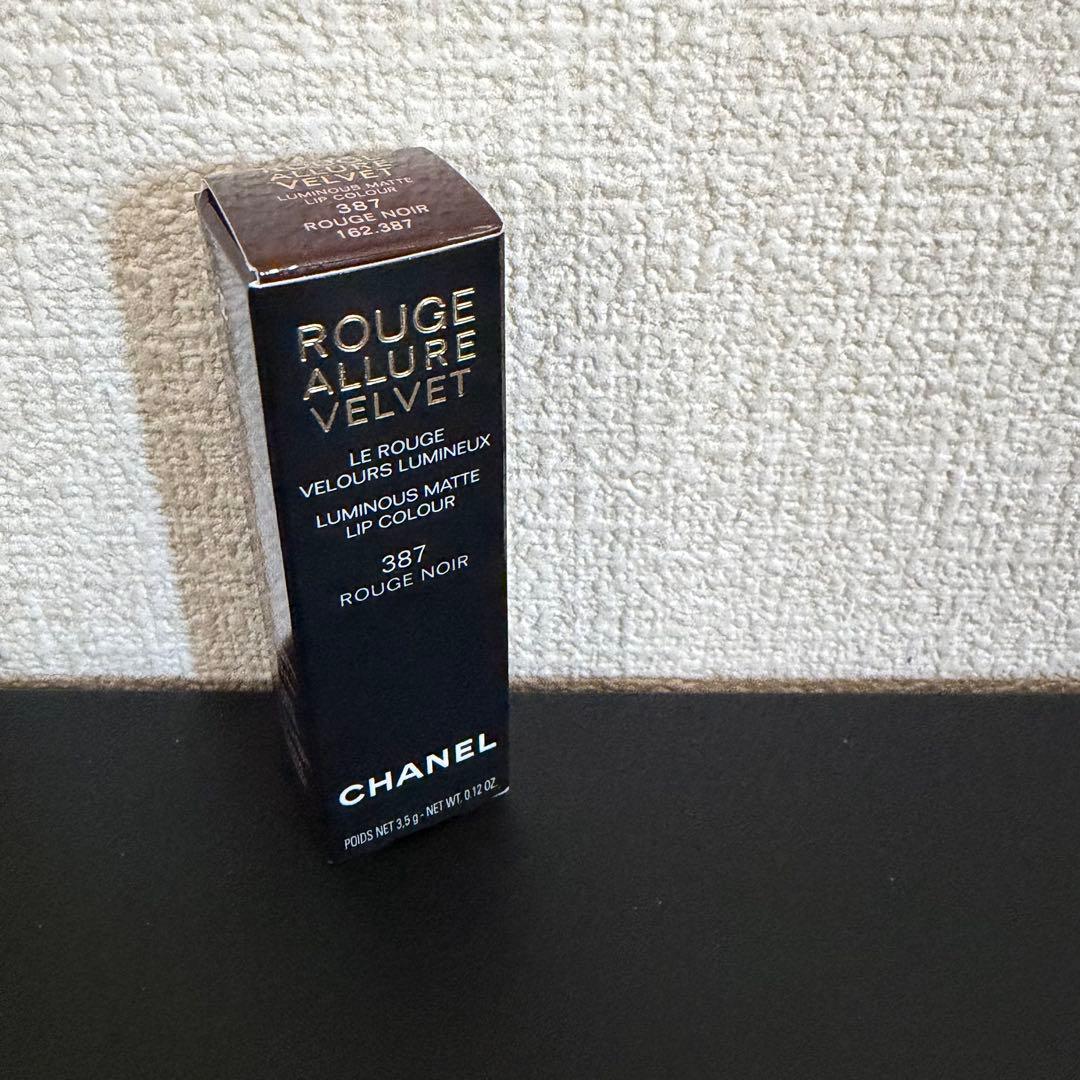 ALLURE
VELVET
LUMINOUS MATTE
LIP COLOUR
387
ROUGE NOIR
162.387
ROUGE
ALLURE
VELVET
LE ROUGE
VELOURS LUMINEUX
LUMINOUS MATTE
LIP COLOUR
387
ROUGE NOIR
CHANEL
POIDS NET 3,5 g - NET WT. 0.12 OZ.